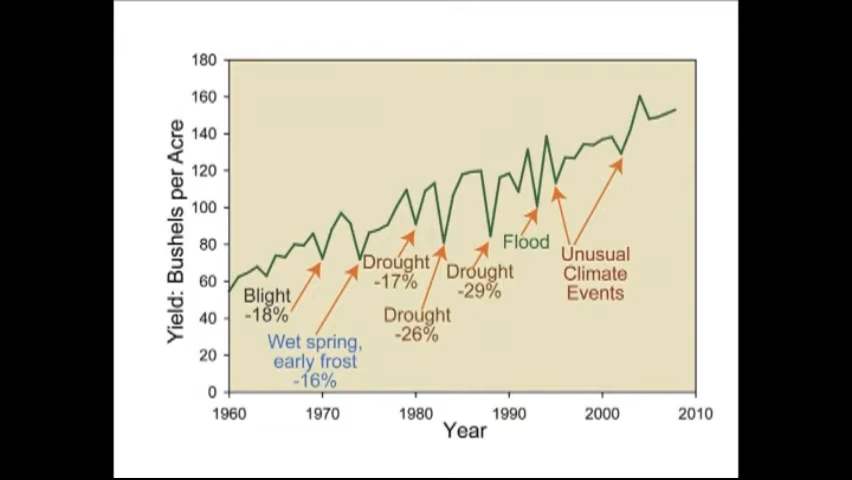 180
160
140
120
100
80
60
40
20
0
Yield: Bushels per Acre
Blight
-18%
Wet spring,
early frost
-16%
Drought
-17%
Drought
-26%
Drought
-29%
Flood
Unusual
Climate
Events
1960 1970 1980 1990 2000 2010
Year